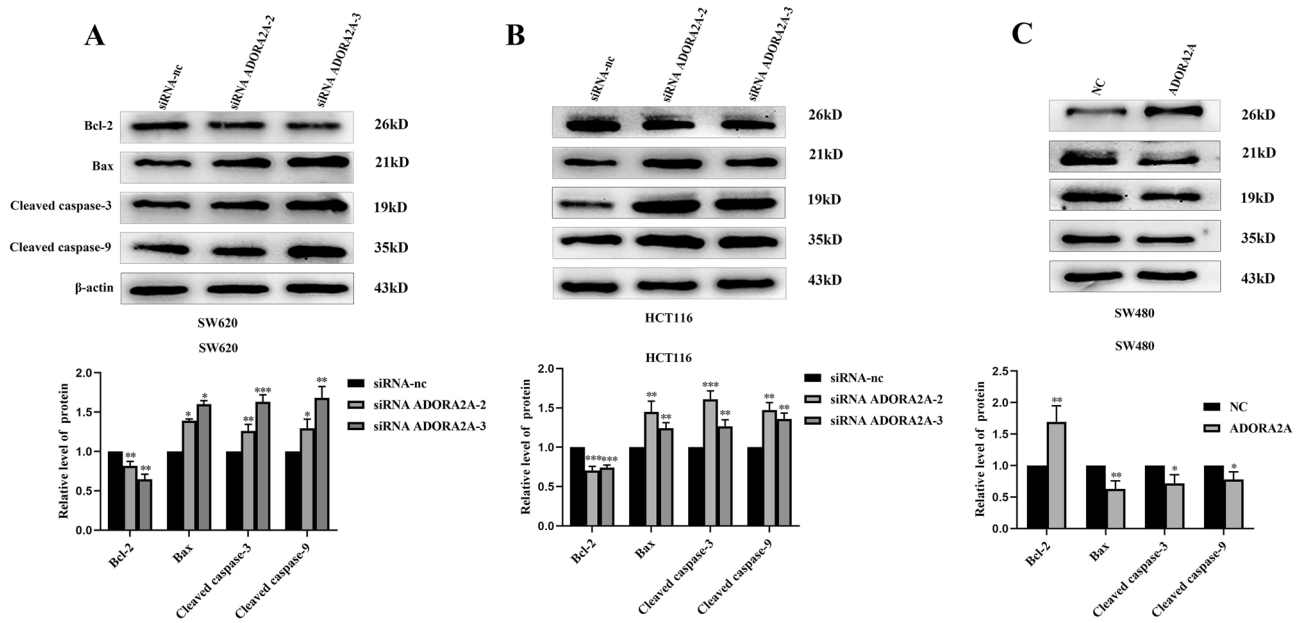 A
siRNA-nc
siRNA ADORA2A-2
siRNA ADORA2A-3
Bcl-2
26kD
Bax
21kD
Cleaved caspase-3
19kD
Cleaved caspase-9
35kD
β-actin
43kD
SW620
SW620
Relative level of protein
2.0
1.5
1.0
0.5
0.0
** **
* *
** ***
* **
Bcl-2
Bax
Cleaved caspase-3
Cleaved caspase-9
siRNA-nc
siRNA ADORA2A-2
siRNA ADORA2A-3
B
siRNA-nc
siRNA ADORA2A-2
siRNA ADORA2A-3
26kD
21kD
19kD
35kD
43kD
HCT116
HCT116
Relative level of protein
2.0
1.5
1.0
0.5
0.0
*** ***
** **
*** **
** **
Bcl-2
Bax
Cleaved caspase-3
Cleaved caspase-9
siRNA-nc
siRNA ADORA2A-2
siRNA ADORA2A-3
C
NC
ADORA2A
26kD
21kD
19kD
35kD
43kD
SW480
SW480
Relative level of protein
2.5
2.0
1.5
1.0
0.5
0.0
**
**
*
*
Bcl-2
Bax
Cleaved caspase-3
Cleaved caspase-9
NC
ADORA2A